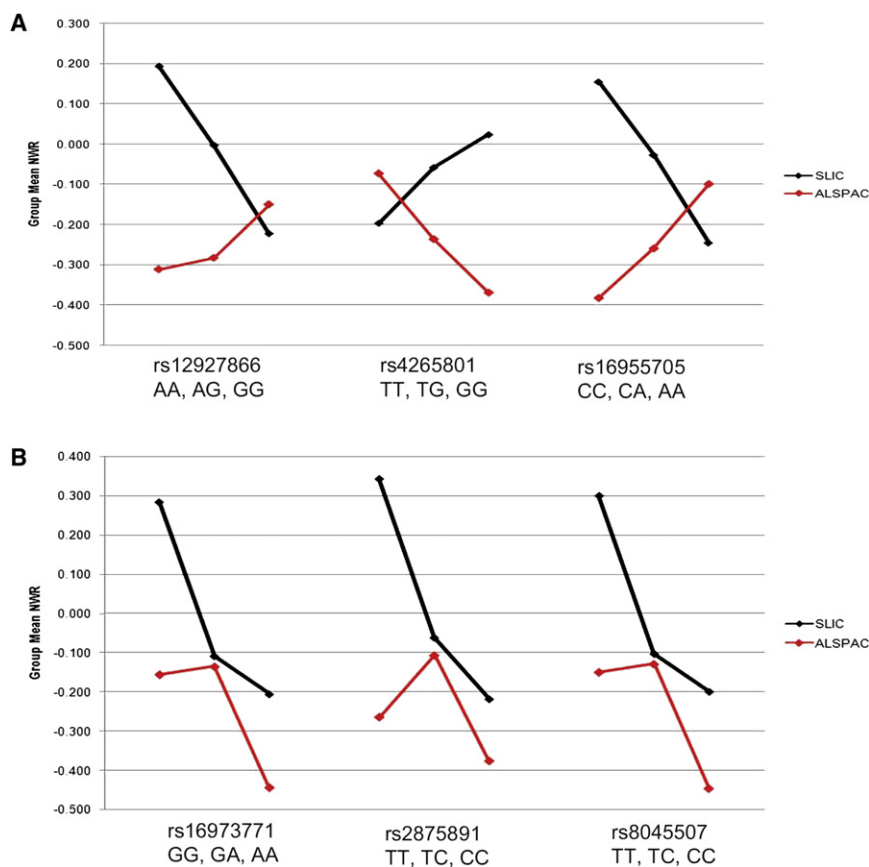 A
0.300
0.200
0.100
0.000
-0.100
-0.200
-0.300
-0.400
-0.500
Group Mean NWR
SLIC
ALSPAC
rs12927866 rs4265801 rs16955705
AA, AG, GG TT, TG, GG CC, CA, AA
B
0.400
0.300
0.200
0.100
0.000
-0.100
-0.200
-0.300
-0.400
-0.500
Group Mean NWR
SLIC
ALSPAC
rs16973771 rs2875891 rs8045507
GG, GA, AA TT, TC, CC TT, TC, CC